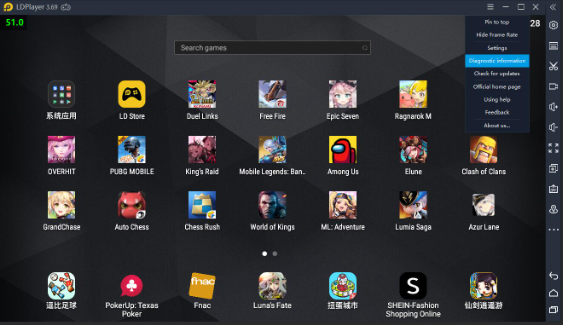 LDPlayer 3.69
51.0
28
Pin to top
Hide Frame Rate
Settings
Diagnostic information
Check for updates
Official home page
Using help
Feedback
About us...
Search games
系统应用
LD Store
Duel Links
Free Fire
Epic Seven
Ragnarok M
OVERHIT
PUBG MOBILE
King's Raid
Mobile Legends: Ban..
Among Us
Elune
Clash of Clans
GrandChase
Auto Chess
Chess Rush
World of Kings
ML: Adventure
Lumia Saga
Azur Lane
逗比足球
PokerUp: Texas
Poker
Fnac
Luna's Fate
扭蛋城市
SHEIN-Fashion
Shopping Online
仙剑逍遥游